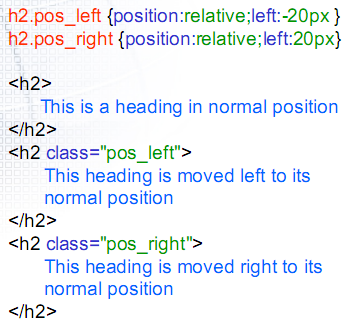 h2.pos_left {position:relative;left:-20px }
h2.pos_right {position:relative;left:20px}
<h2>
This is a heading in normal position
</h2>
<h2 class="pos_left">
This heading is moved left to its
normal position
</h2>
<h2 class="pos_right">
This heading is moved right to its
normal position
</h2>